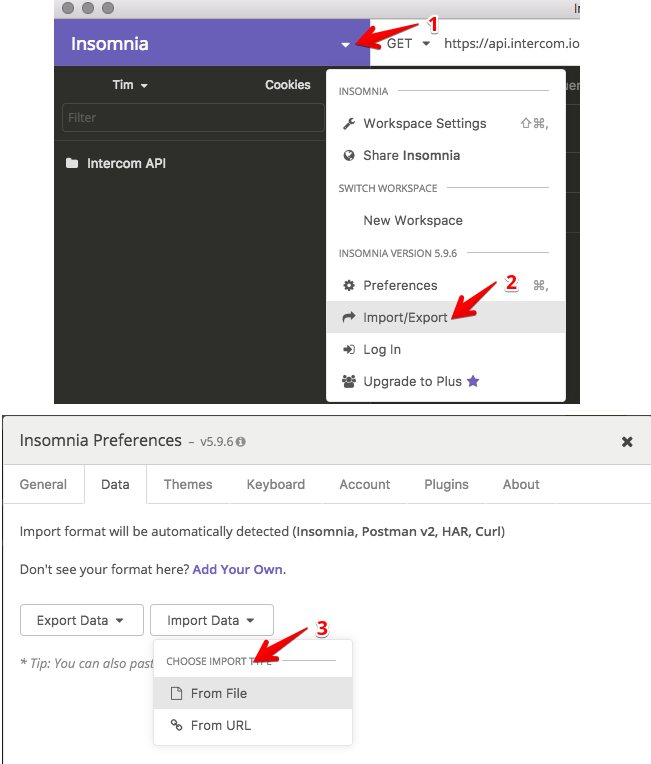 In
Insomnia
1
GET https://api.intercom.io
Tim Cookies
Filter
Intercom API
INSOMNIA
Workspace Settings ⇧⌘,
Share Insomnia
SWITCH WORKSPACE
New Workspace
INSOMNIA VERSION 5.9.6
Preferences ⌘,
2
Import/Export
Log In
Upgrade to Plus
Insomnia Preferences – v5.9.6
General Data Themes Keyboard Account Plugins About
Import format will be automatically detected (Insomnia, Postman v2, HAR, Curl)
Don't see your format here? Add Your Own.
Export Data Import Data
3
* Tip: You can also past
CHOOSE IMPORT TYPE
From File
From URL